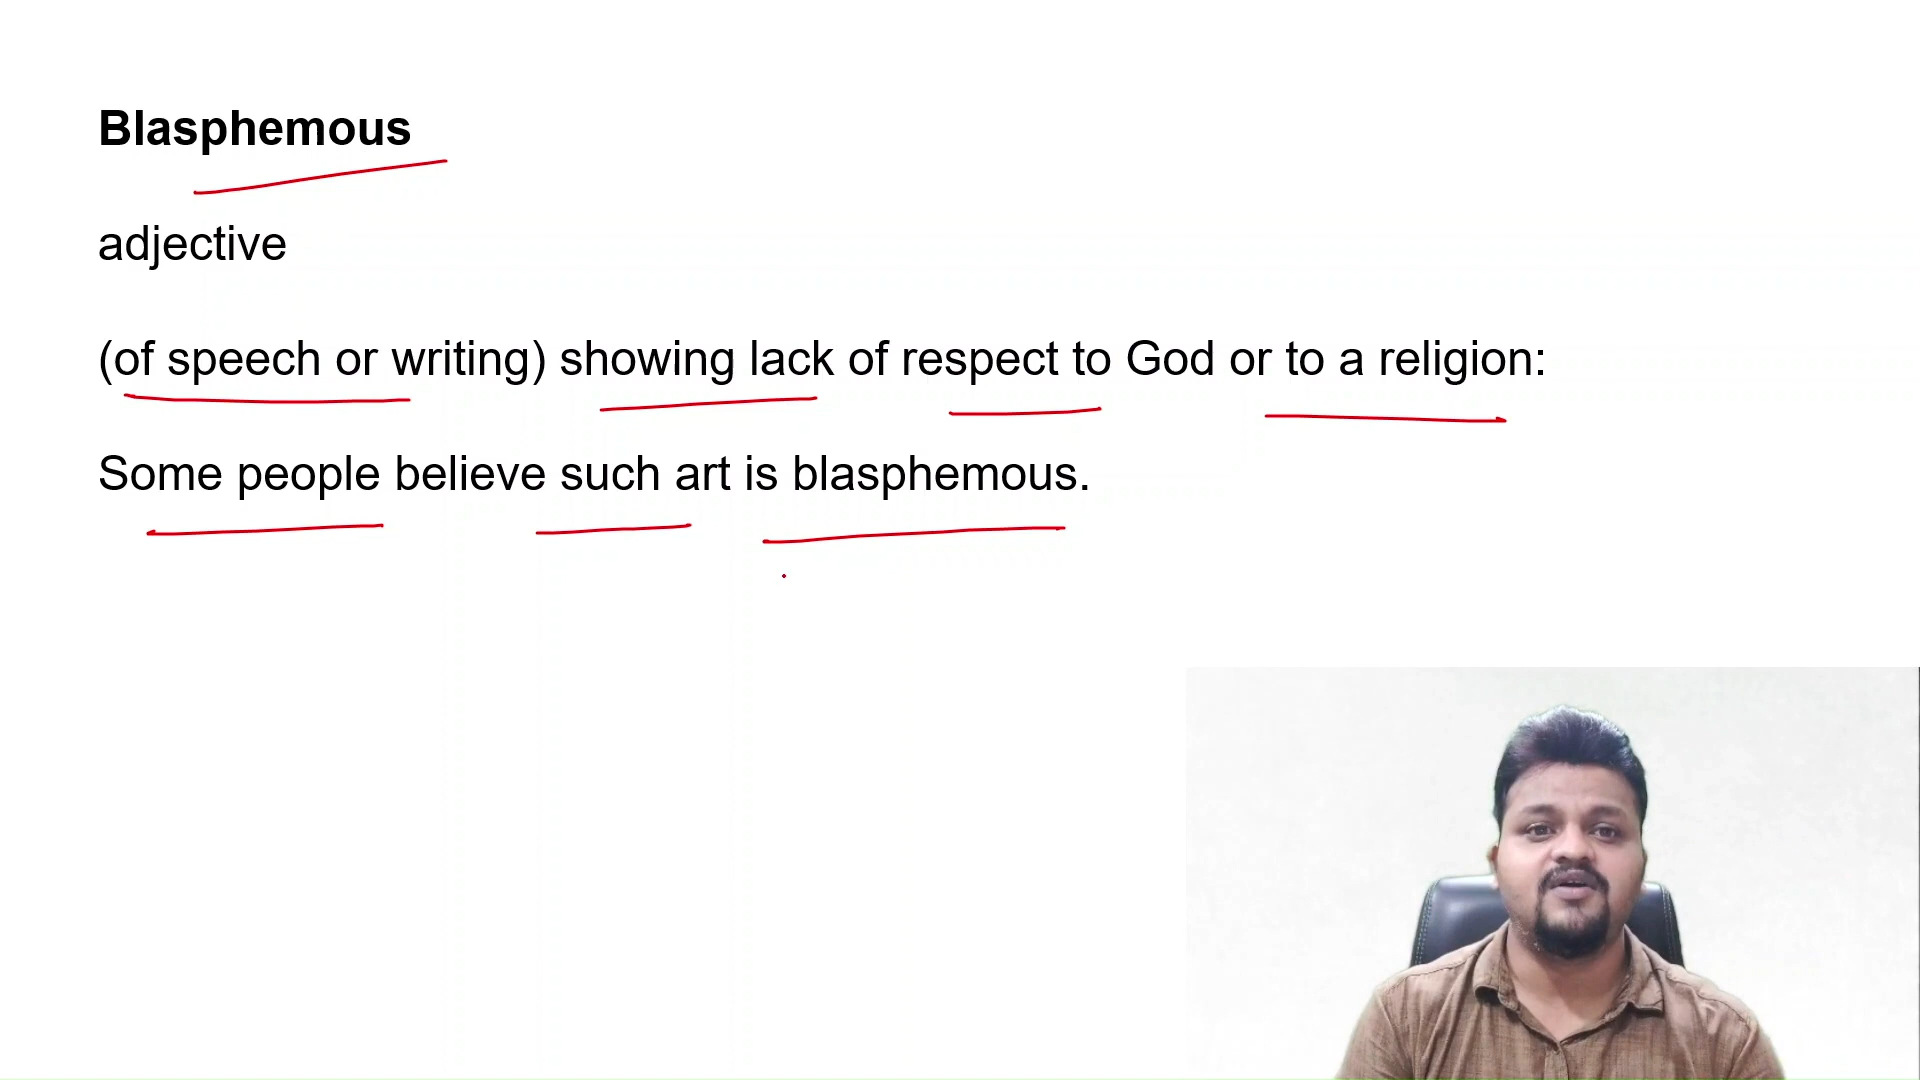 Blasphemous
adjective
(of speech or writing) showing lack of respect to God or to a religion:
Some people believe such art is blasphemous.